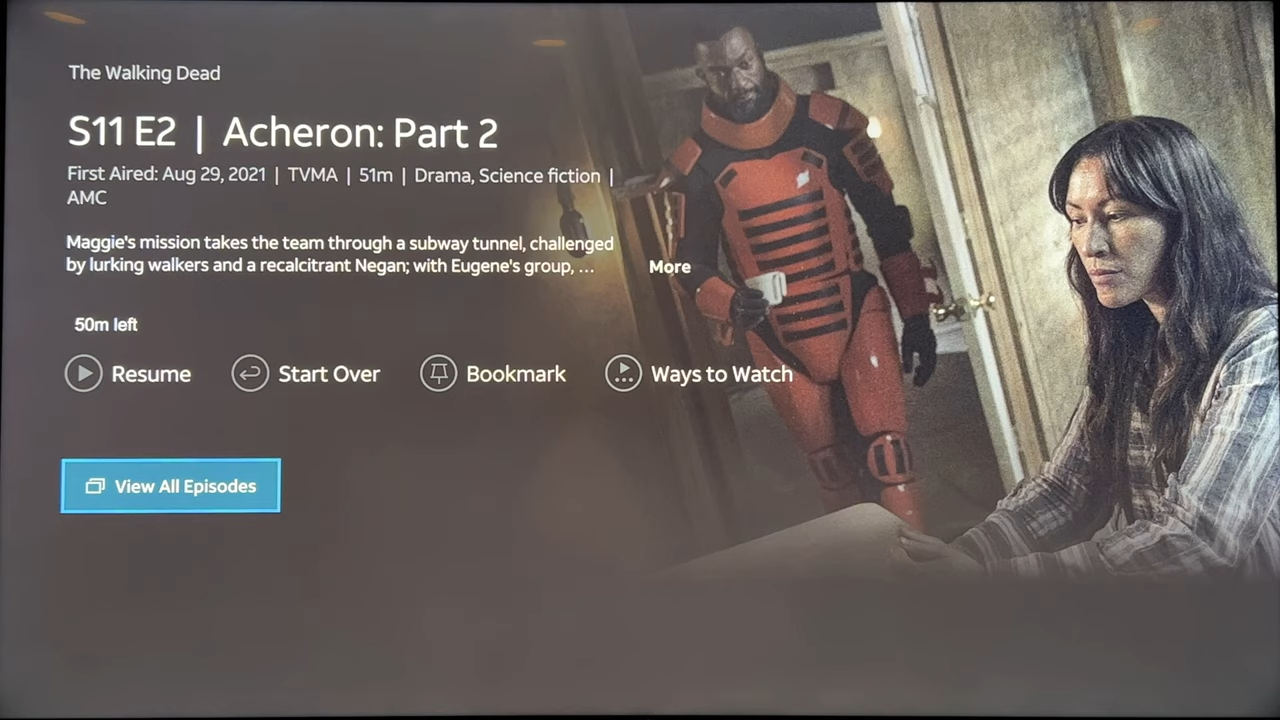 The Walking Dead
S11 E2 | Acheron: Part 2
First Aired: Aug 29, 2021 | TVMA | 51m | Drama, Science fiction |
AMC
Maggie's mission takes the team through a subway tunnel, challenged
by lurking walkers and a recalcitrant Negan; with Eugene's group, ...
More
50m left
Resume
Start Over
Bookmark
Ways to Watch
View All Episodes